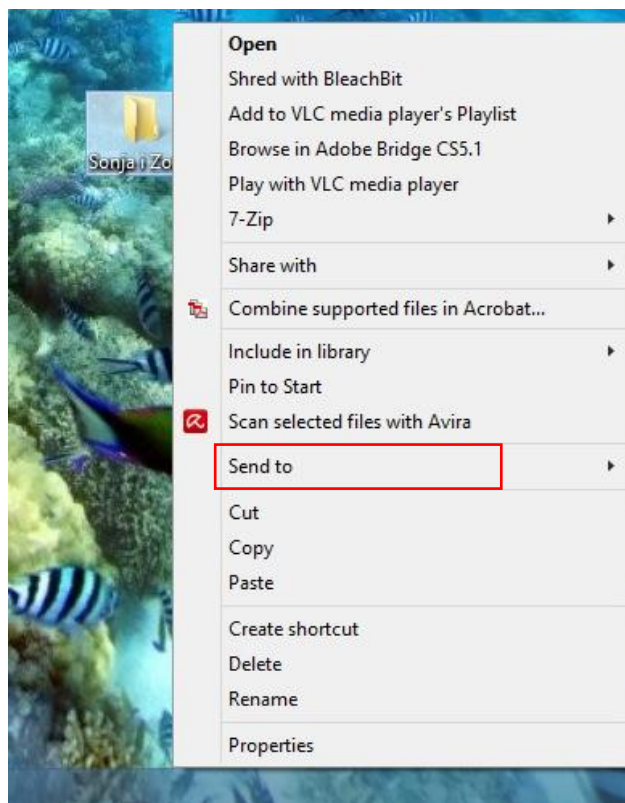 Open
Shred with BleachBit
Add to VLC media player's Playlist
Browse in Adobe Bridge CS5.1
Sonja i Zo
Play with VLC media player
7-Zip
Share with
Combine supported files in Acrobat...
Include in library
Pin to Start
Scan selected files with Avira
Send to
Cut
Copy
Paste
Create shortcut
Delete
Rename
Properties